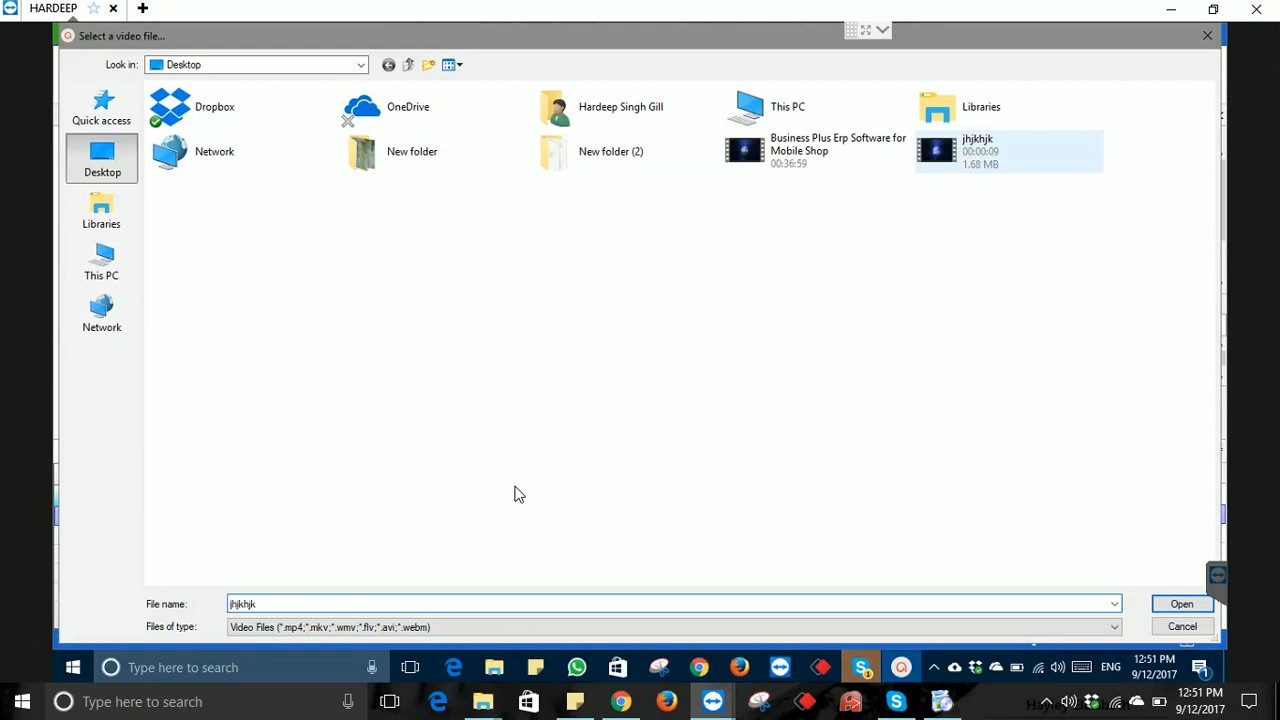 HARDEEP
Select a video file...
Look in:
Desktop
Dropbox
OneDrive
Hardeep Singh Gill
This PC
Libraries
Network
New folder
New folder (2)
Business Plus Erp Software for
Mobile Shop
00:36:59
jhjkhjk
00:00:09
1.68 MB
Quick access
Desktop
Libraries
This PC
Network
File name:
jhjkhjk
Open
Files of type:
Video Files (*.mp4;*.mkv;*.wmv;*.flv;*.avi;*.webm)
Cancel
Type here to search
1
ENG
12:51 PM
9/12/2017
1
Type here to search
12:51 PM
9/12/2017